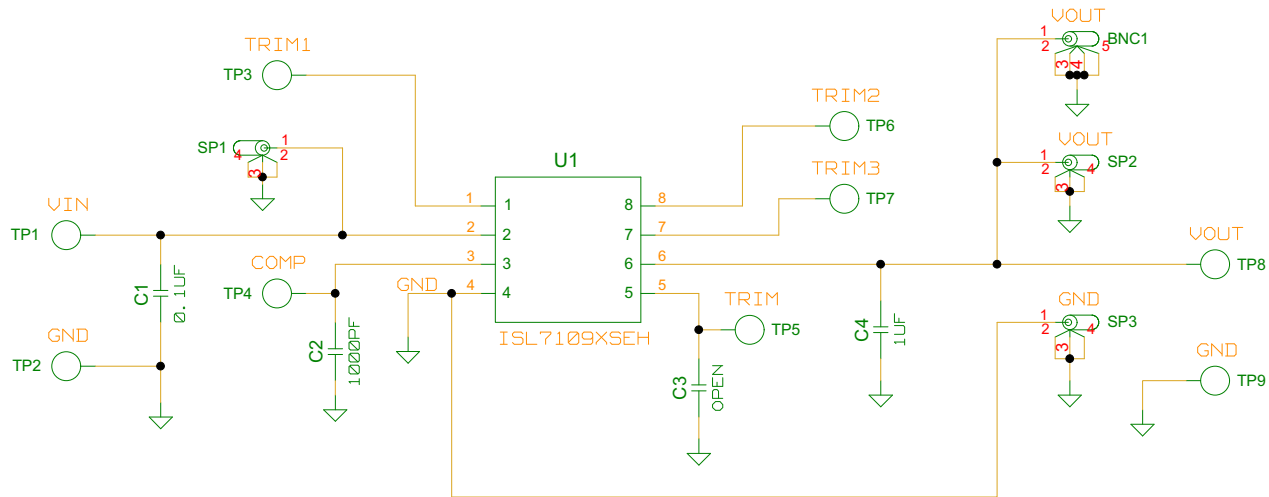 VOUT
1
2
3
4
5
BNC1
TRIM1
TP3
TRIM2
TP6
SP1
4
1
2
3
VOUT
1
2
3
4
SP2
U1
TRIM3
TP7
VIN
TP1
1 1
2 2
3 3
4 4
8 8
7 7
6 6
5 5
ISL7109XSEH
COMP
TP4
GND
VOUT
TP8
C1
0.1UF
C2
1000PF
TRIM
TP5
C3
OPEN
C4
1UF
GND
1
2
3
4
SP3
GND
TP2
GND
TP9